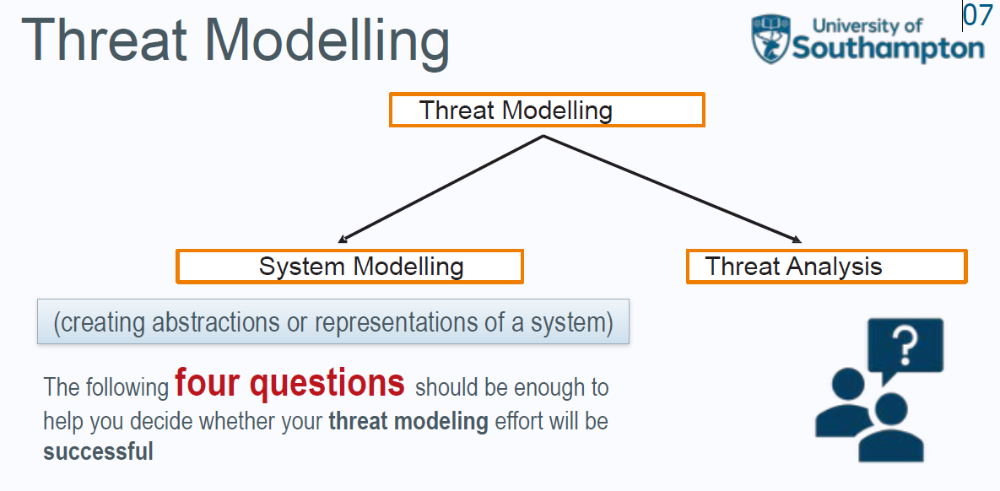 Threat Modelling
07
University of
Southampton
Threat Modelling
System Modelling
Threat Analysis
(creating abstractions or representations of a system)
The following four questions should be enough to
help you decide whether your threat modeling effort will be
successful
?